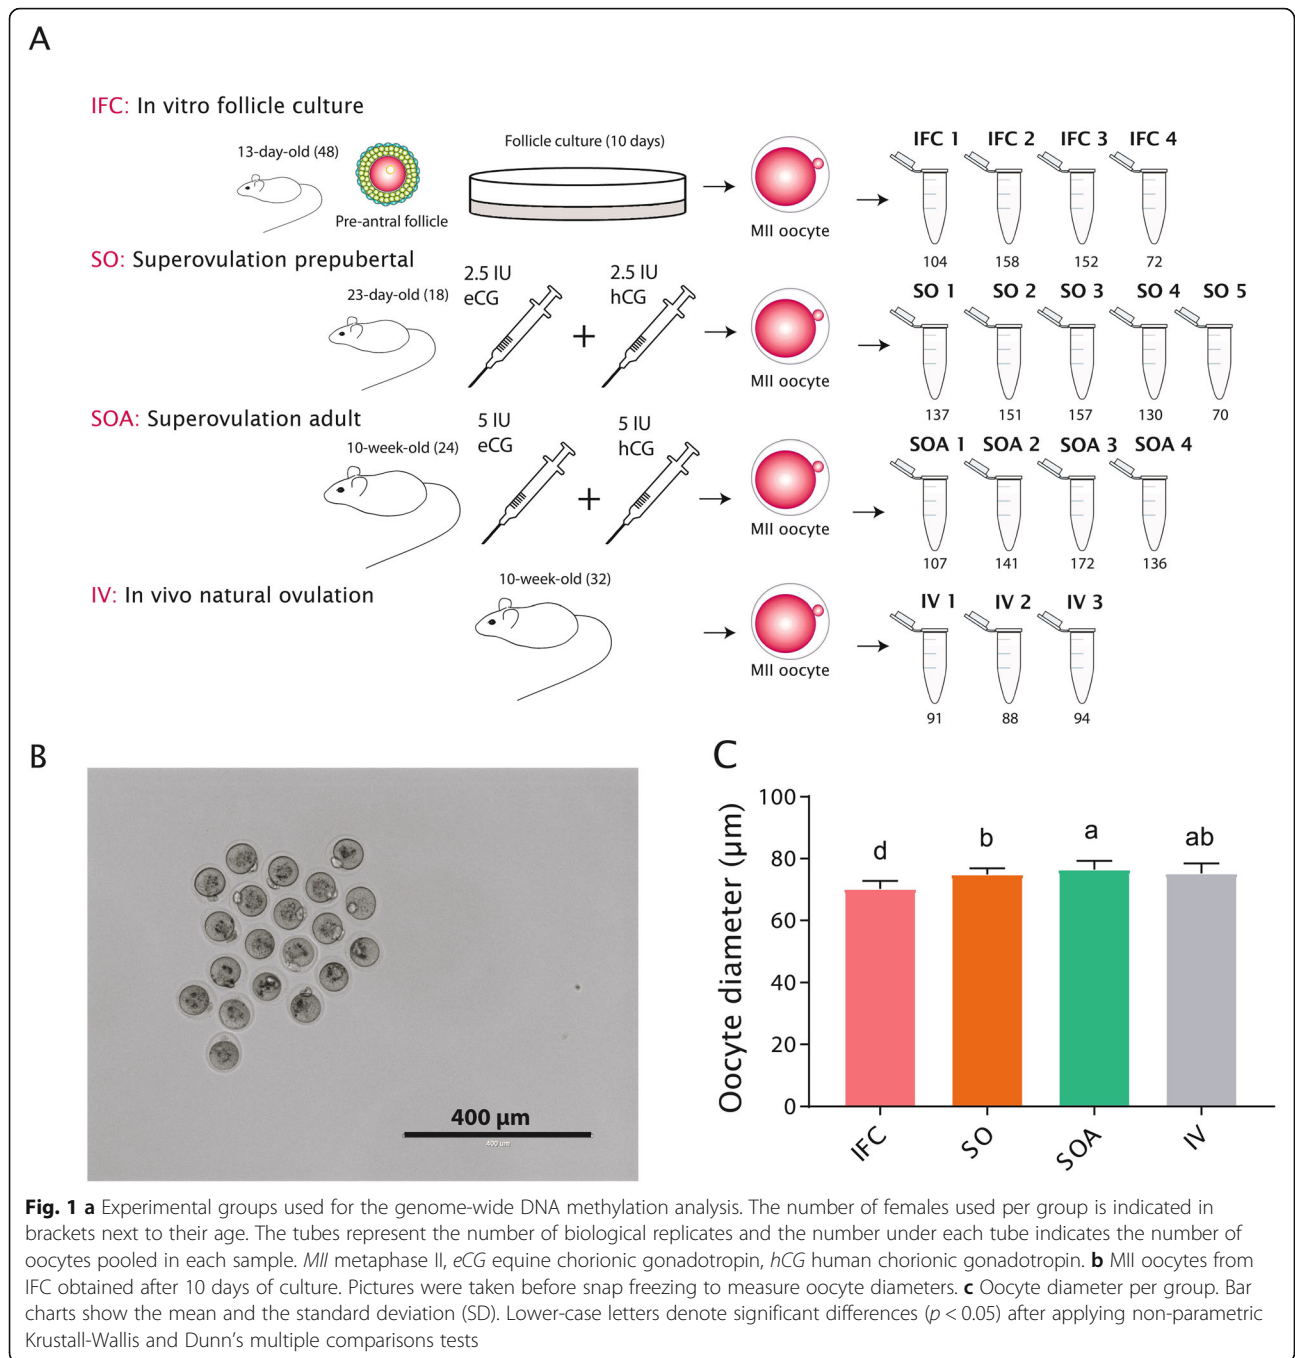 A
IFC: In vitro follicle culture
13-day-old (48)
Pre-antral follicle
Follicle culture (10 days)
MII oocyte
IFC 1 IFC 2 IFC 3 IFC 4
104 158 152 72
SO: Superovulation prepubertal
23-day-old (18)
2.5 IU
eCG
+
2.5 IU
hCG
MII oocyte
SO 1 SO 2 SO 3 SO 4 SO 5
137 151 157 130 70
SOA: Superovulation adult
10-week-old (24)
5 IU
eCG
+
5 IU
hCG
MII oocyte
SOA 1 SOA 2 SOA 3 SOA 4
107 141 172 136
IV: In vivo natural ovulation
10-week-old (32)
MII oocyte
IV 1 IV 2 IV 3
91 88 94
B
400 µm
400 um
C
Oocyte diameter (µm)
100
80
60
40
20
0
d b a ab
IFC SO SOA IV
Fig. 1 a Experimental groups used for the genome-wide DNA methylation analysis. The number of females used per group is indicated in
brackets next to their age. The tubes represent the number of biological replicates and the number under each tube indicates the number of
oocytes pooled in each sample. MII metaphase II, eCG equine chorionic gonadotropin, hCG human chorionic gonadotropin. b MII oocytes from
IFC obtained after 10 days of culture. Pictures were taken before snap freezing to measure oocyte diameters. c Oocyte diameter per group. Bar
charts show the mean and the standard deviation (SD). Lower-case letters denote significant differences (p < 0.05) after applying non-parametric
Krustall-Wallis and Dunn's multiple comparisons tests